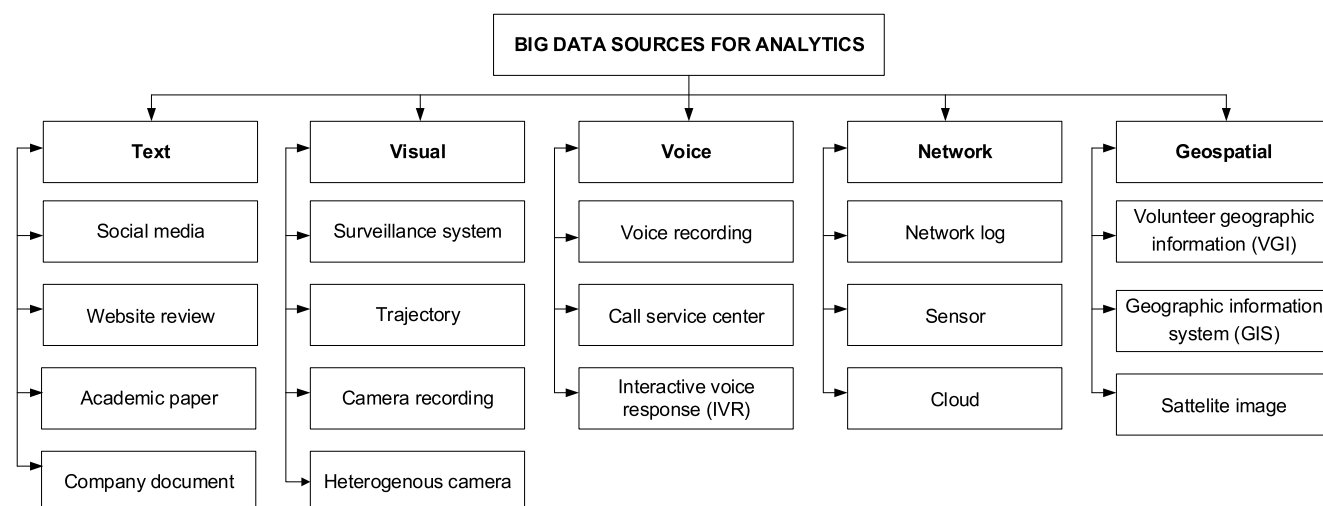 BIG DATA SOURCES FOR ANALYTICS
Text
Social media
Website review
Academic paper
Company document
Visual
Surveillance system
Trajectory
Camera recording
Heterogenous camera
Voice
Voice recording
Call service center
Interactive voice
response (IVR)
Network
Network log
Sensor
Cloud
Geospatial
Volunteer geographic
information (VGI)
Geographic information
system (GIS)
Sattelite image